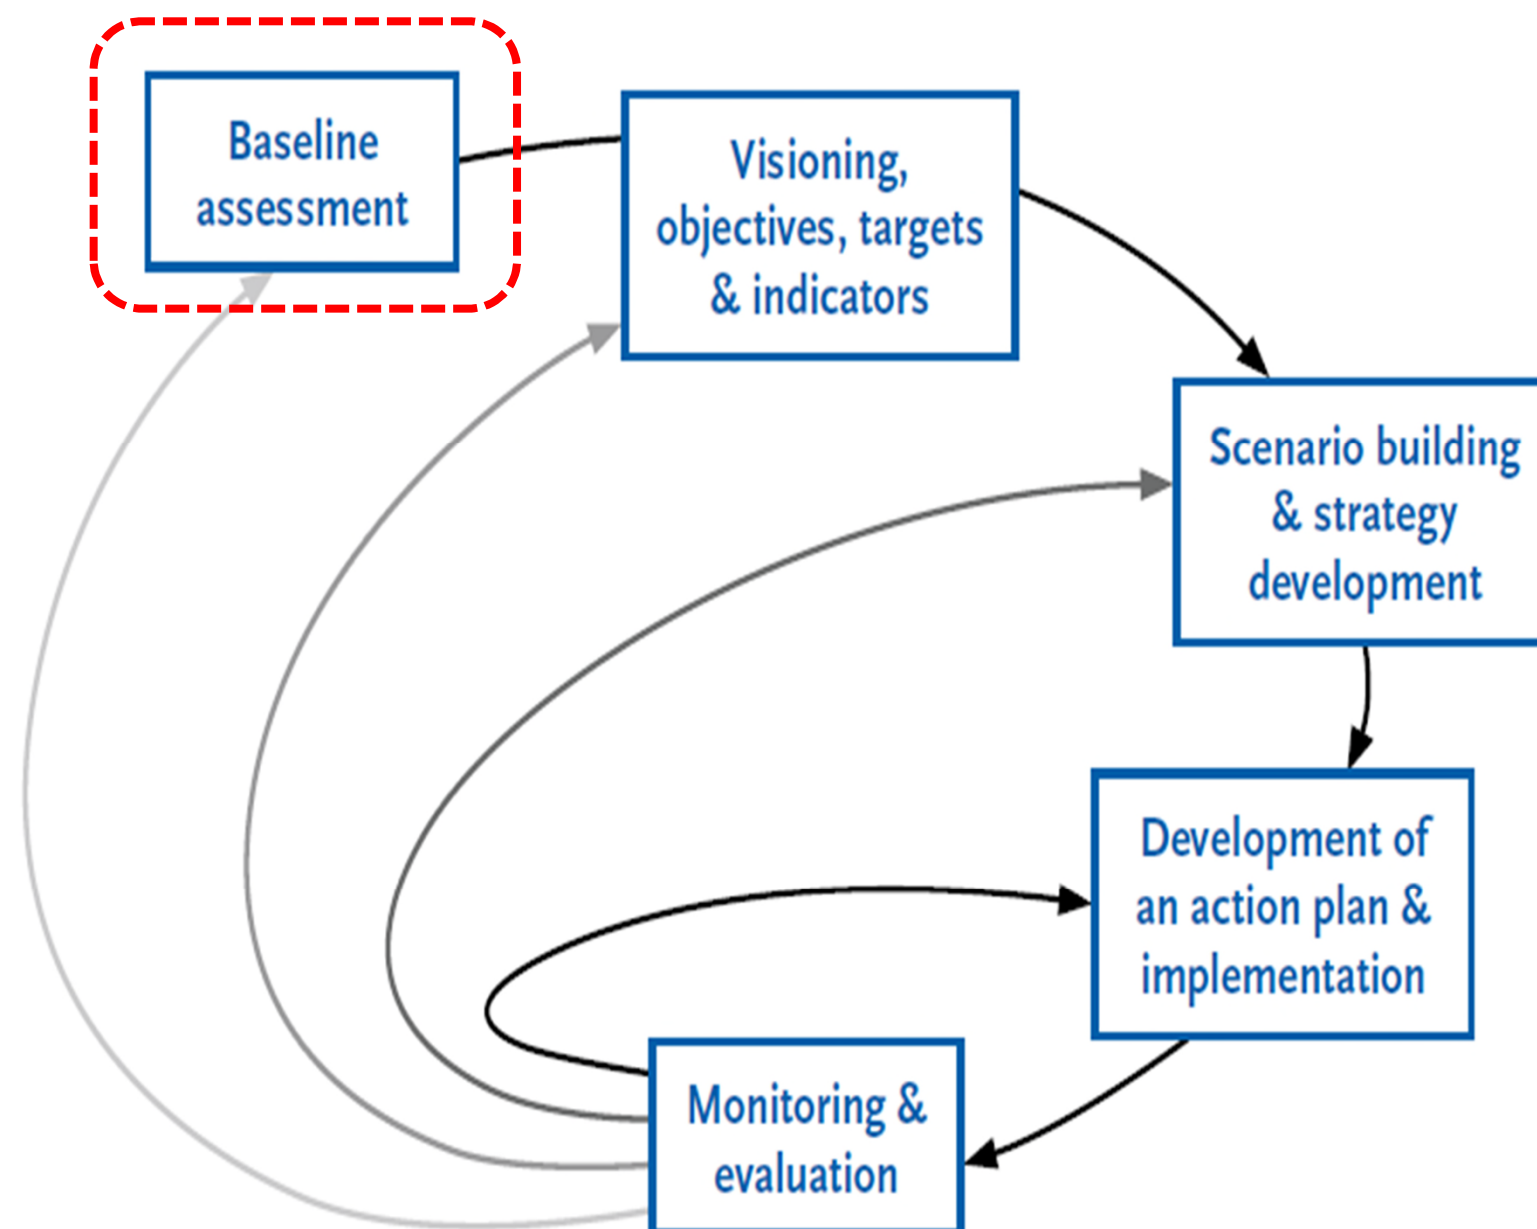 Baseline
assessment
Visioning,
objectives, targets
& indicators
Scenario building
& strategy
development
Development of
an action plan &
implementation
Monitoring &
evaluation